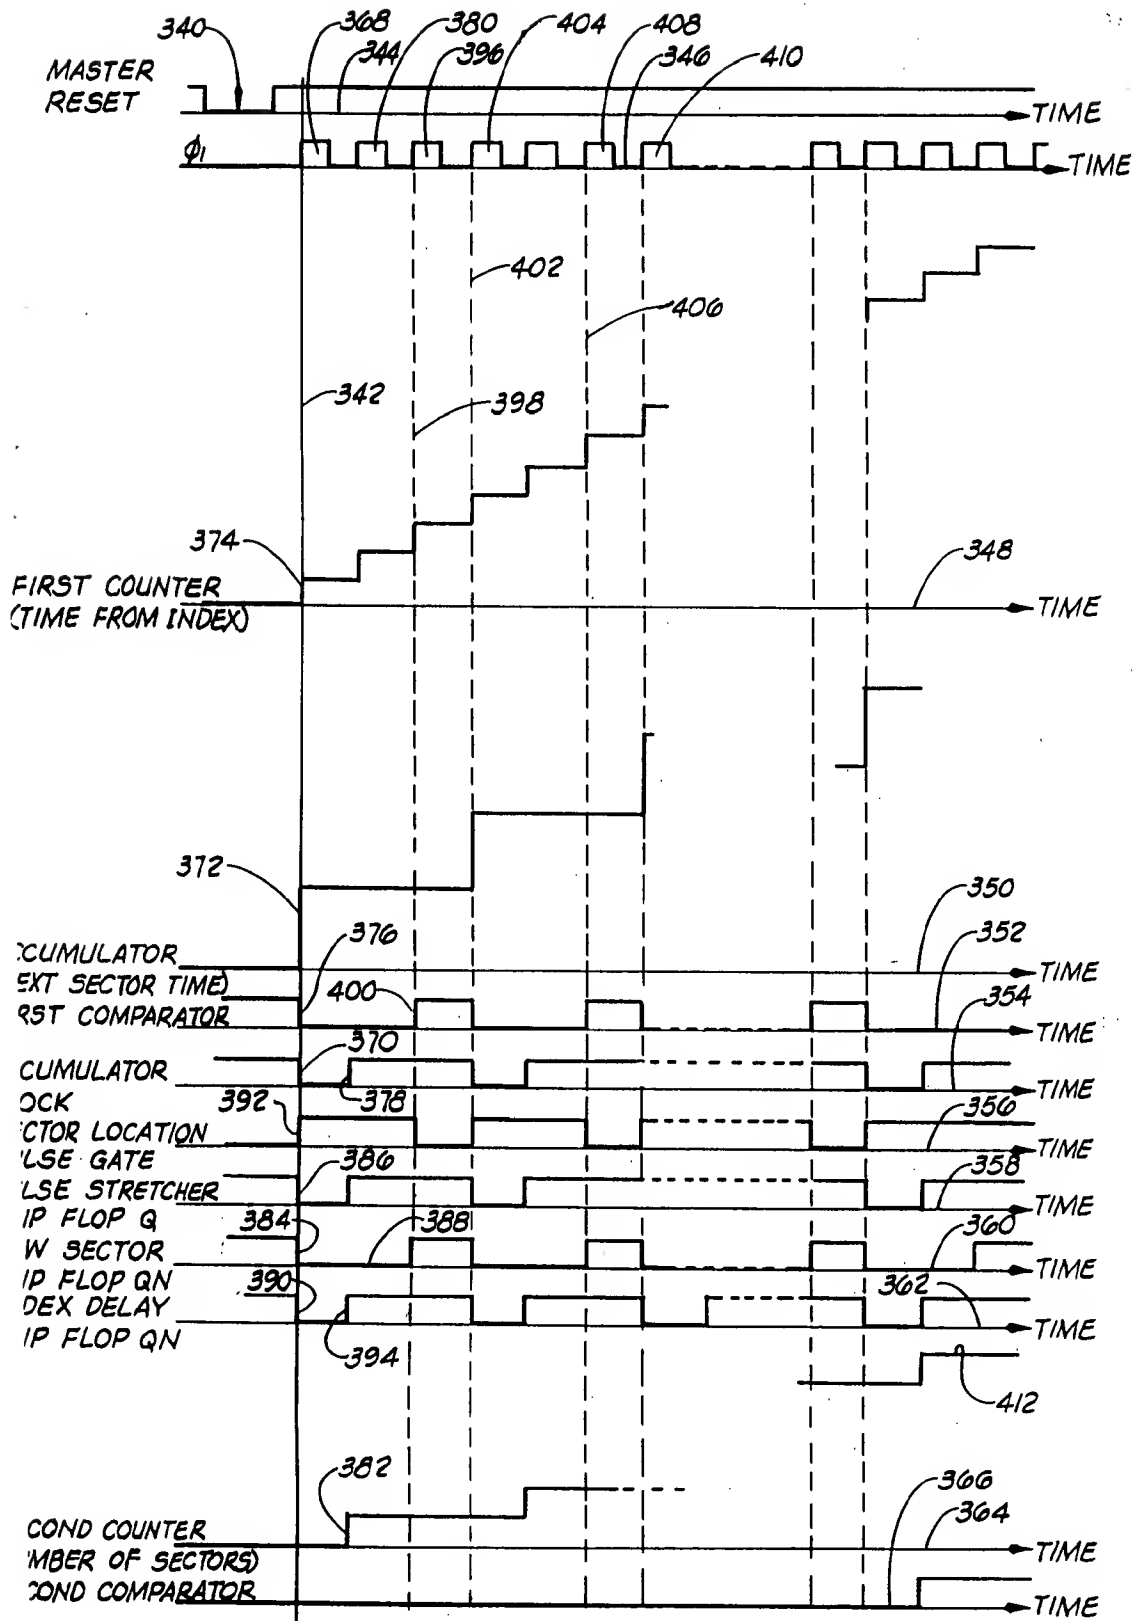 340
368
380
404
408
344
396
346
410
MASTER
RESET
TIME
φ1
TIME
402
406
342
398
374
348
FIRST COUNTER
(TIME FROM INDEX)
TIME
372
350
376
352
CUMULATOR
TIME
EXT SECTOR TIME)
400
354
RST COMPARATOR
TIME
370
CUMULATOR
TIME
OCK
392
378
356
CTOR LOCATION
TIME
LSE GATE
386
358
LSE STRETCHER
TIME
IP FLOP Q
384
388
360
W SECTOR
TIME
IP FLOP QN
390
362
DEX DELAY
TIME
IP FLOP QN
394
412
382
366
364
COND COUNTER
TIME
MBER OF SECTORS)
COND COMPARATOR
TIME